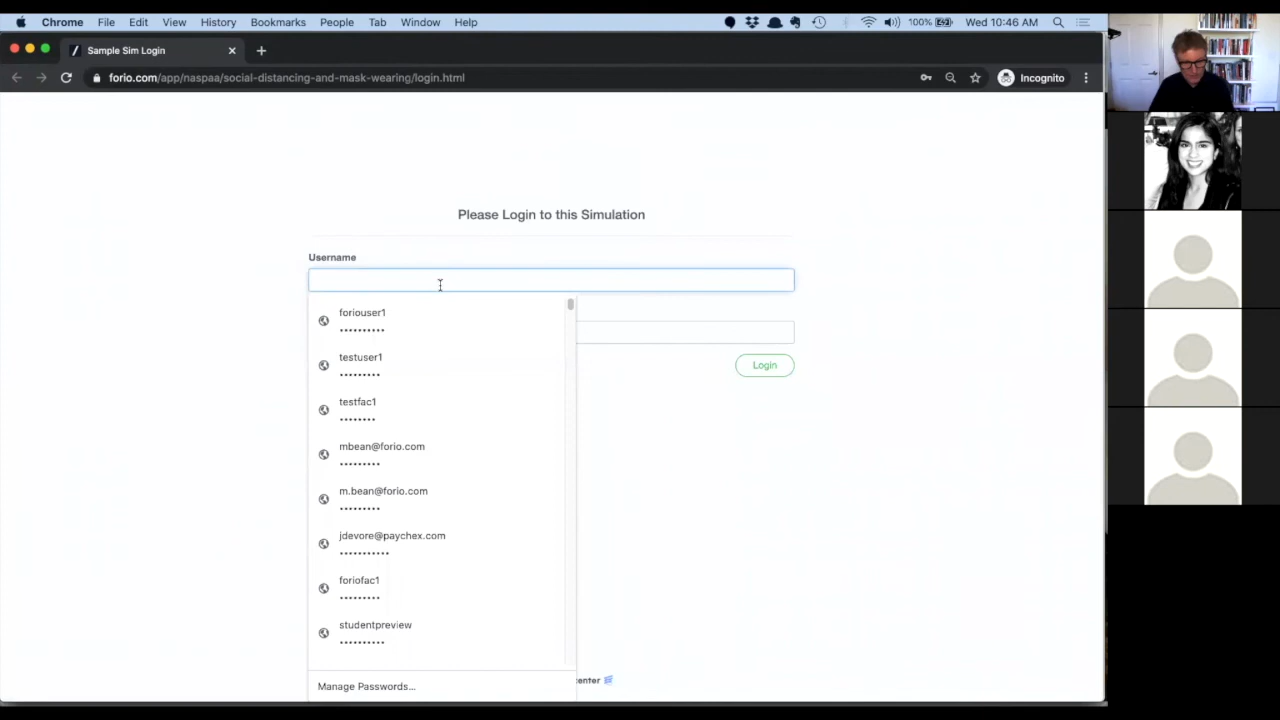 Chrome File Edit View History Bookmarks People Tab Window Help 100% Wed 10:46 AM
Sample Sim Login
forio.com/app/naspaa/social-distancing-and-mask-wearing/login.html
Incognito
Please Login to this Simulation
Username
foriouser1
••••••••••
testuser1
•••••••••
Login
testfac1
••••••••
mbean@forio.com
•••••••••
m.bean@forio.com
•••••••••
jdevore@paychex.com
•••••••••••
foriofac1
•••••••••
studentpreview
••••••••••
center
Manage Passwords...